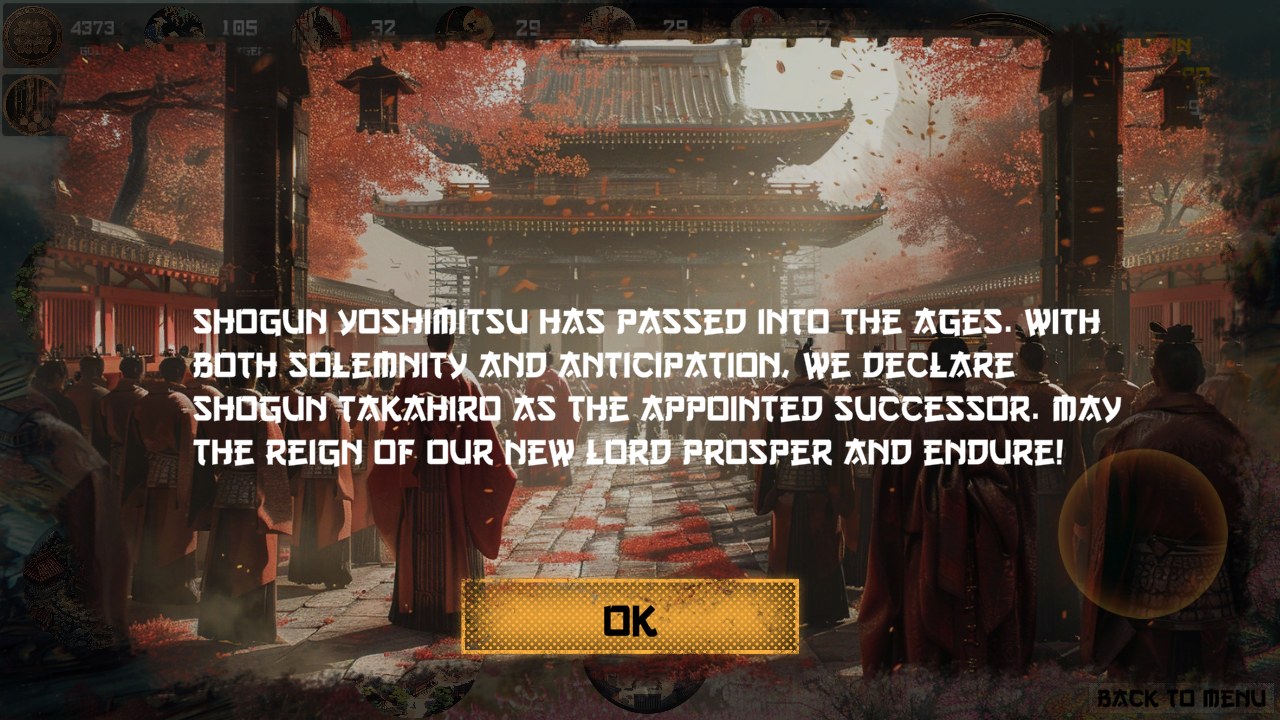 4373 105 32 29 29
SHOGUN YOSHIMITSU HAS PASSED INTO THE AGES. WITH
BOTH SOLEMNITY AND ANTICIPATION, WE DECLARE
SHOGUN TAKAHIRO AS THE APPOINTED SUCCESSOR. MAY
THE REIGN OF OUR NEW LORD PROSPER AND ENDURE!
OK
BACK TO MENU